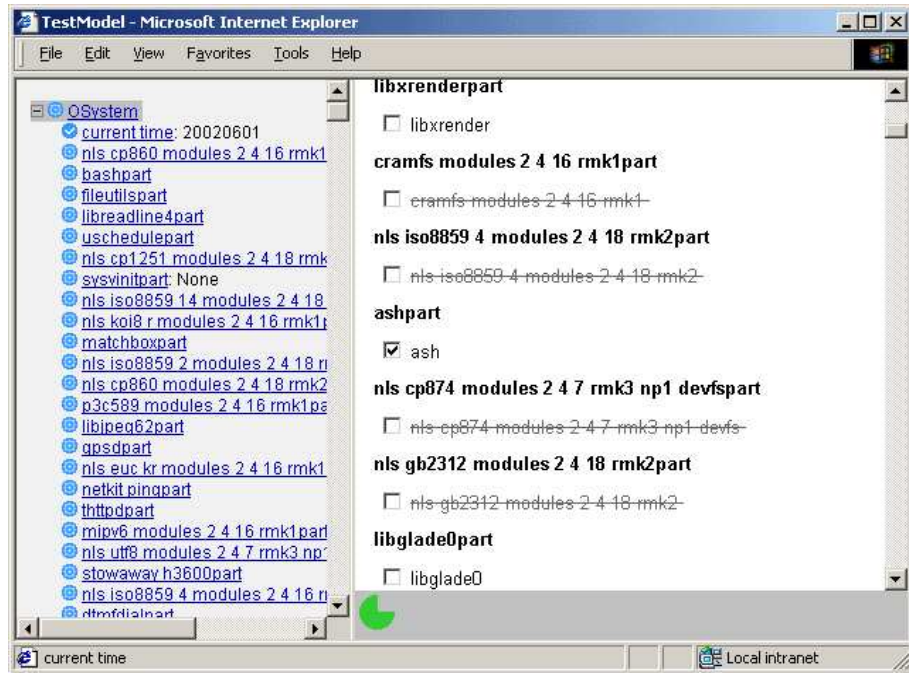 TestModel - Microsoft Internet Explorer
File Edit View Favorites Tools Help
OSystem
current time: 20020601
nls cp860 modules 2 4 16 rmk1
bashpart
fileutilspart
libreadline4part
uschedulepart
nls cp1251 modules 2 4 18 rmk
sysvinitpart: None
nls iso8859 14 modules 2 4 18
nls koi8 r modules 2 4 16 rmk1p
matchboxpart
nls iso8859 2 modules 2 4 18 r
nls cp860 modules 2 4 18 rmk2
p3c589 modules 2 4 16 rmk1pa
libjpeg62part
gpsdpart
nls euc kr modules 2 4 16 rmk1
netkit pingpart
thttpdpart
mipv6 modules 2 4 16 rmk1part
nls utf8 modules 2 4 7 rmk3 np1
stowaway h3600part
nls iso8859 4 modules 2 4 16 r
dtmfdialpart
libxrenderpart
libxrender
cramfs modules 2 4 16 rmk1part
cramfs modules 2 4 16 rmk1
nls iso8859 4 modules 2 4 18 rmk2part
nls iso8859 4 modules 2 4 18 rmk2
ashpart
ash
nls cp874 modules 2 4 7 rmk3 np1 devfspart
nls cp874 modules 2 4 7 rmk3 np1 devfs
nls gb2312 modules 2 4 18 rmk2part
nls gb2312 modules 2 4 18 rmk2
libglade0part
libglade0
current time
Local intranet